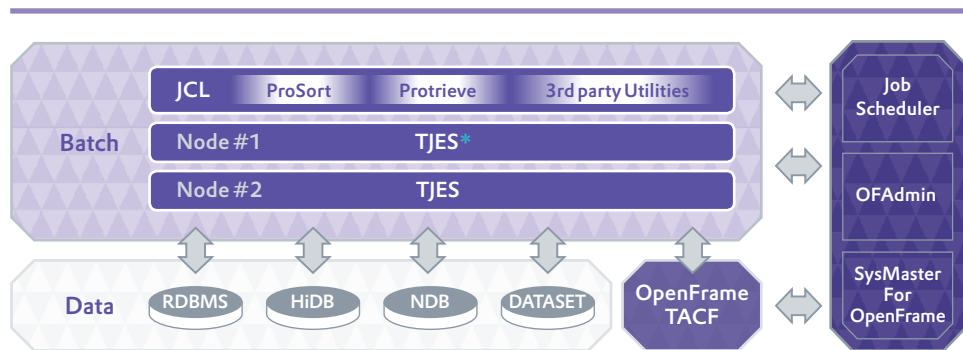 JCL ProSort Protrieve 3rd party Utilities
Batch
Node #1 TJES*
Node #2 TJES
Data
RDBMS
HiDB
NDB
DATASET
OpenFrame
TACF
Job
Scheduler
OFAdmin
SysMaster
For
OpenFrame